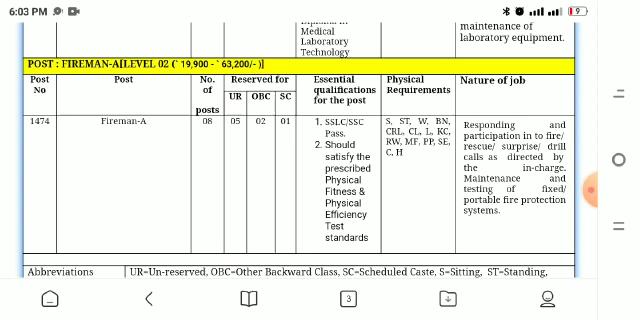 6:03 PM
9
Medical
Laboratory
Technology
maintenance of
laboratory equipment.
POST : FIREMAN-A[LEVEL 02 (` 19,900 - ` 63,200/- )]
Post No
Post
No. of posts
Reserved for
UR
OBC
SC
Essential
qualifications
for the post
Physical
Requirements
Nature of job
1474
Fireman-A
08
05
02
01
1. SSLC/SSC
Pass.
2. Should
satisfy the
prescribed
Physical
Fitness &
Physical
Efficiency
Test
standards
S, ST, W, BN,
CRL, CL, L, KC,
RW, MF, PP, SE,
C, H
Responding and
participation in to fire/
rescue/ surprise/ drill
calls as directed by
the in-charge.
Maintenance and
testing of fixed/
portable fire protection
systems.
Abbreviations
UR=Un-reserved, OBC=Other Backward Class, SC=Scheduled Caste, S=Sitting, ST=Standing,
3